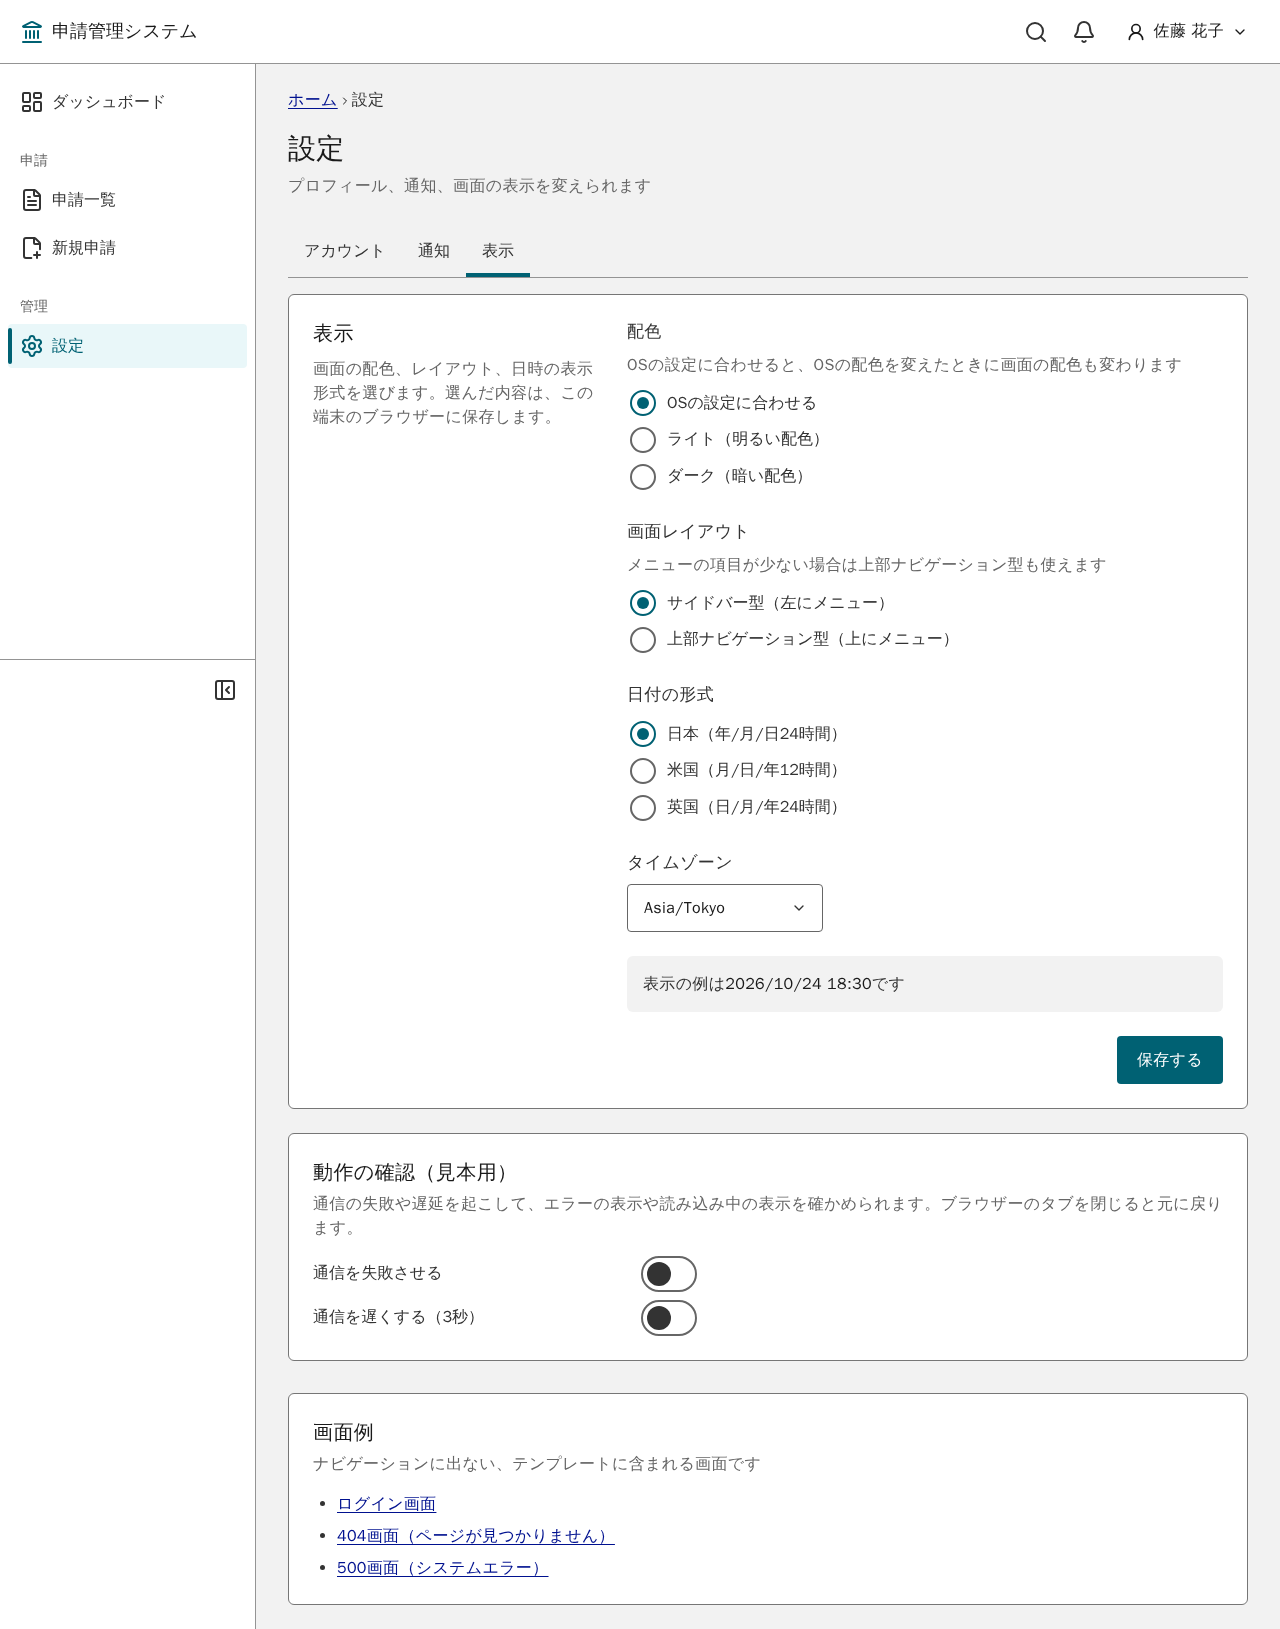 申請管理システム
佐藤 花子
ダッシュボード
申請
申請一覧
新規申請
管理
設定
ホーム › 設定
設定
プロフィール、通知、画面の表示を変えられます
アカウント 通知 表示
表示
画面の配色、レイアウト、日時の表示
形式を選びます。選んだ内容は、この
端末のブラウザーに保存します。
配色
OSの設定に合わせると、OSの配色を変えたときに画面の配色も変わります
OSの設定に合わせる
ライト（明るい配色）
ダーク（暗い配色）
画面レイアウト
メニューの項目が少ない場合は上部ナビゲーション型も使えます
サイドバー型（左にメニュー）
上部ナビゲーション型（上にメニュー）
日付の形式
日本（年/月/日24時間）
米国（月/日/年12時間）
英国（日/月/年24時間）
タイムゾーン
Asia/Tokyo
表示の例は2026/10/24 18:30です
保存する
動作の確認（見本用）
通信の失敗や遅延を起こして、エラーの表示や読み込み中の表示を確かめられます。ブラウザーのタブを閉じると元に戻り
ます。
通信を失敗させる
通信を遅くする（3秒）
画面例
ナビゲーションに出ない、テンプレートに含まれる画面です
• ログイン画面
• 404画面（ページが見つかりません）
• 500画面（システムエラー）